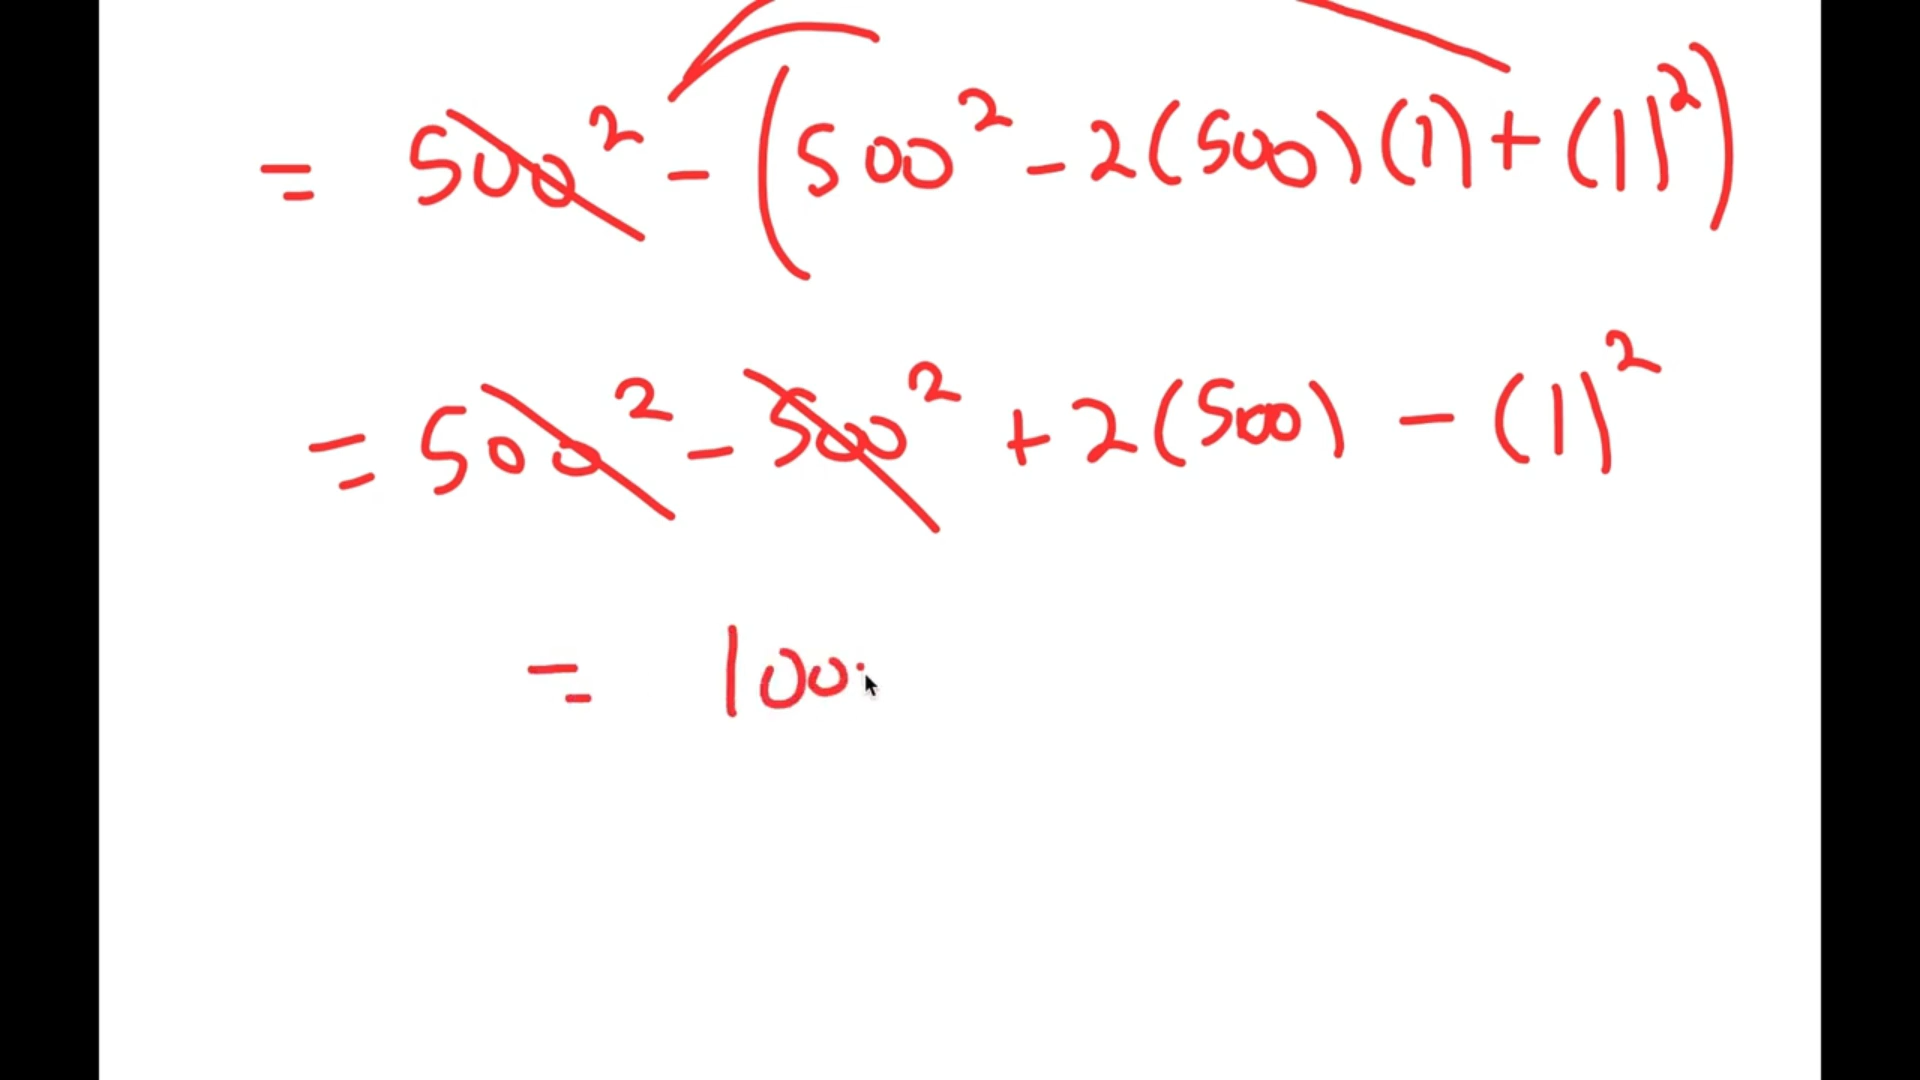 = 500² - (500² - 2(500)(1) + (1)²)
= 500² - 500² + 2(500) - (1)²
= 100